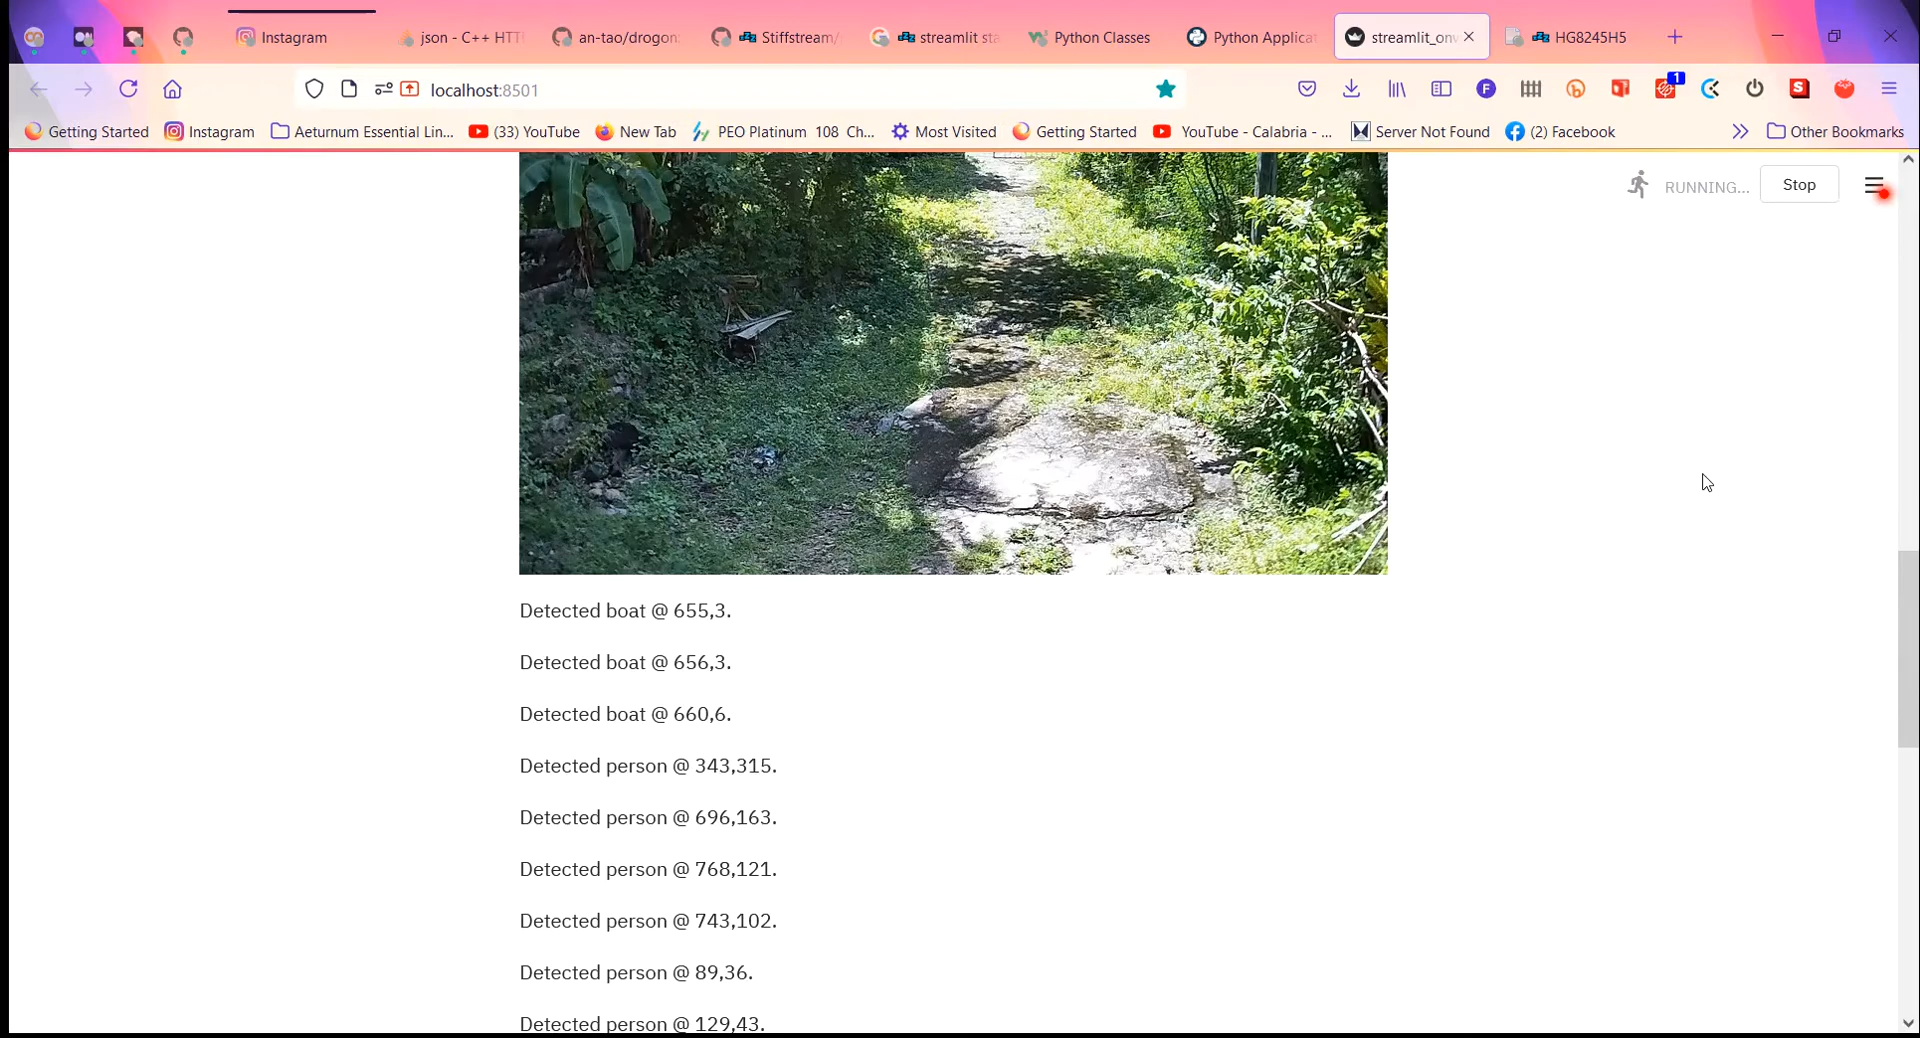 Instagram
json - C++ HTT
an-tao/drogon:
Stiffstream/
streamlit sta
Python Classes
Python Applica
streamlit_onv
HG8245H5
localhost:8501
1
F
S
Getting Started
Instagram
Aeturnum Essential Lin...
(33) YouTube
New Tab
PEO Platinum 108 Ch...
Most Visited
Getting Started
YouTube - Calabria - ...
Server Not Found
(2) Facebook
Other Bookmarks
RUNNING...
Stop
Detected boat @ 655,3.
Detected boat @ 656,3.
Detected boat @ 660,6.
Detected person @ 343,315.
Detected person @ 696,163.
Detected person @ 768,121.
Detected person @ 743,102.
Detected person @ 89,36.
Detected person @ 129,43.